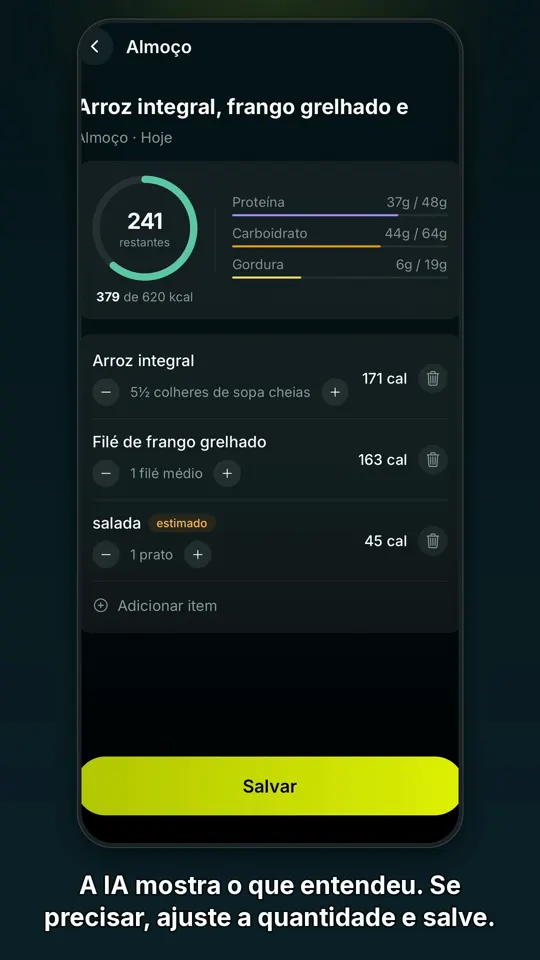 Almoço
Arroz integral, frango grelhado e
Almoço · Hoje
241
restantes
379 de 620 kcal
Proteína 37g / 48g
Carboidrato 44g / 64g
Gordura 6g / 19g
Arroz integral
171 cal
− 5½ colheres de sopa cheias +
Filé de frango grelhado
163 cal
− 1 filé médio +
salada estimado
45 cal
− 1 prato +
Adicionar item
Salvar
A IA mostra o que entendeu. Se
precisar, ajuste a quantidade e salve.